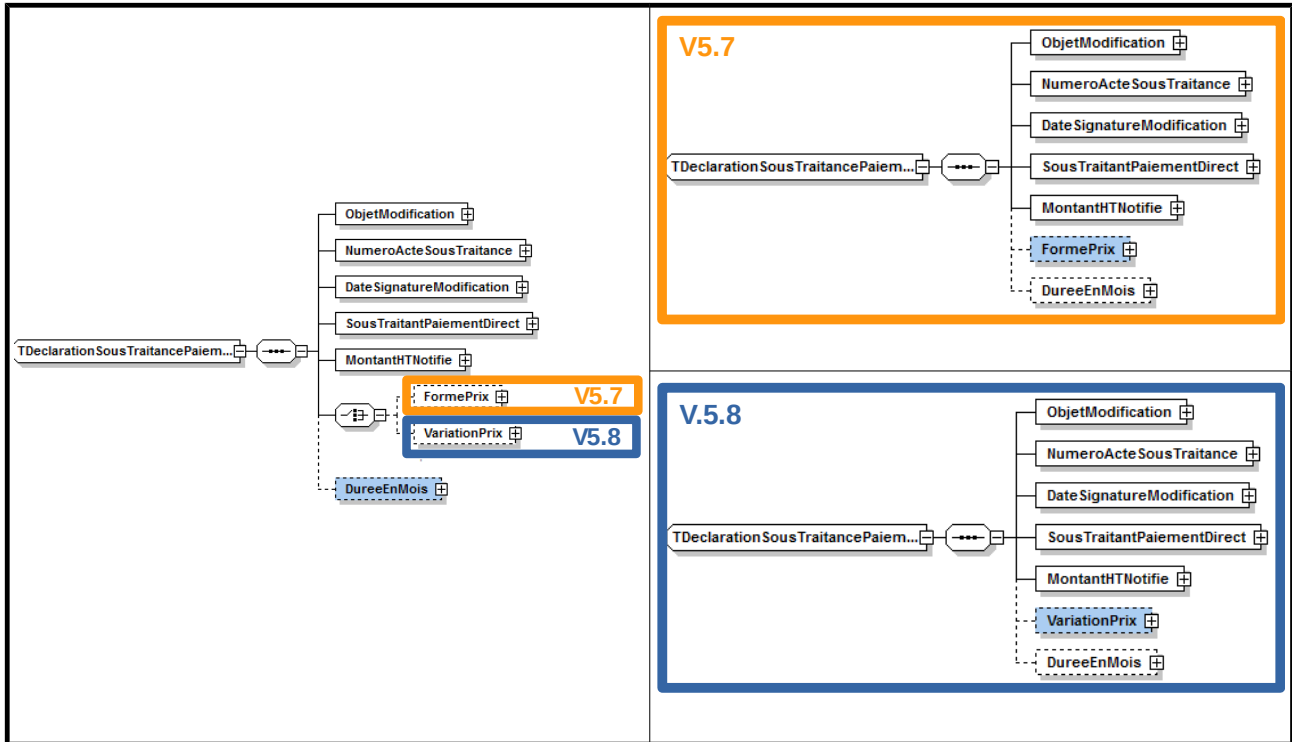 ObjetModification
NumeroActeSousTraitance
DateSignatureModification
SousTraitantPaiementDirect
TDeclarationSousTraitancePaiem...
MontantHTNotifie
FormePrix V5.7
VariationPrix V5.8
DureeEnMois
V5.7
ObjetModification
NumeroActeSousTraitance
DateSignatureModification
TDeclarationSousTraitancePaiem...
SousTraitantPaiementDirect
MontantHTNotifie
FormePrix
DureeEnMois
V.5.8
ObjetModification
NumeroActeSousTraitance
DateSignatureModification
TDeclarationSousTraitancePaiem...
SousTraitantPaiementDirect
MontantHTNotifie
VariationPrix
DureeEnMois